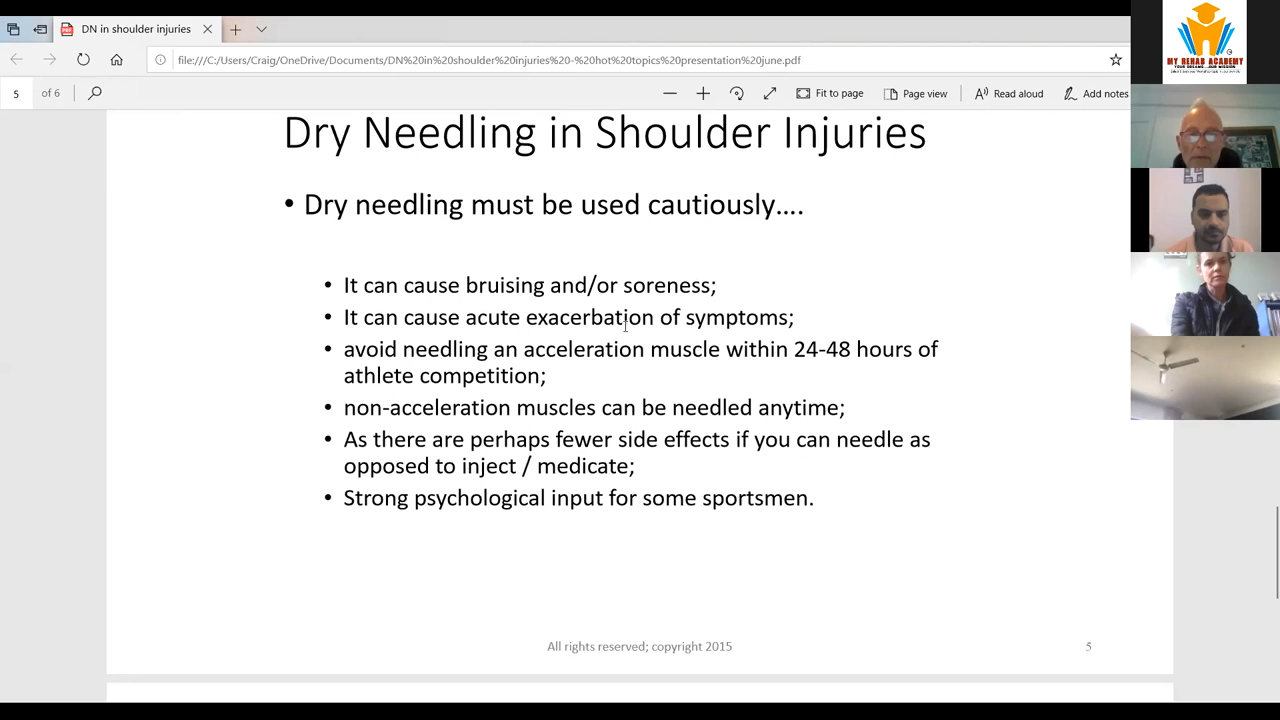 DN in shoulder injuries
file:///C:/Users/Craig/OneDrive/Documents/DN%20in%20shoulder%20injuries%20-%20hot%20topics%20presentation%20june.pdf
5 of 6
Fit to page
Page view
Read aloud
Add notes
MY REHAB ACADEMY
YOUR DREAMS...OUR MISSION
Dry Needling in Shoulder Injuries
• Dry needling must be used cautiously....
• It can cause bruising and/or soreness;
• It can cause acute exacerbation of symptoms;
• avoid needling an acceleration muscle within 24-48 hours of
athlete competition;
• non-acceleration muscles can be needled anytime;
• As there are perhaps fewer side effects if you can needle as
opposed to inject / medicate;
• Strong psychological input for some sportsmen.
All rights reserved; copyright 2015
5